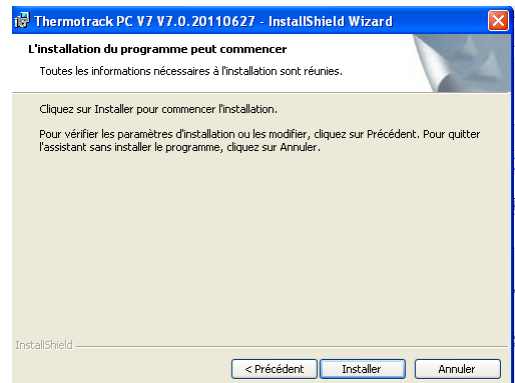 Thermotrack PC V7 V7.0.20110627 - InstallShield Wizard
L'installation du programme peut commencer
Toutes les informations nécessaires à l'installation sont réunies.
Cliquez sur Installer pour commencer l'installation.
Pour vérifier les paramètres d'installation ou les modifier, cliquez sur Précédent. Pour quitter
l'assistant sans installer le programme, cliquez sur Annuler.
InstallShield
< Précédent Installer Annuler